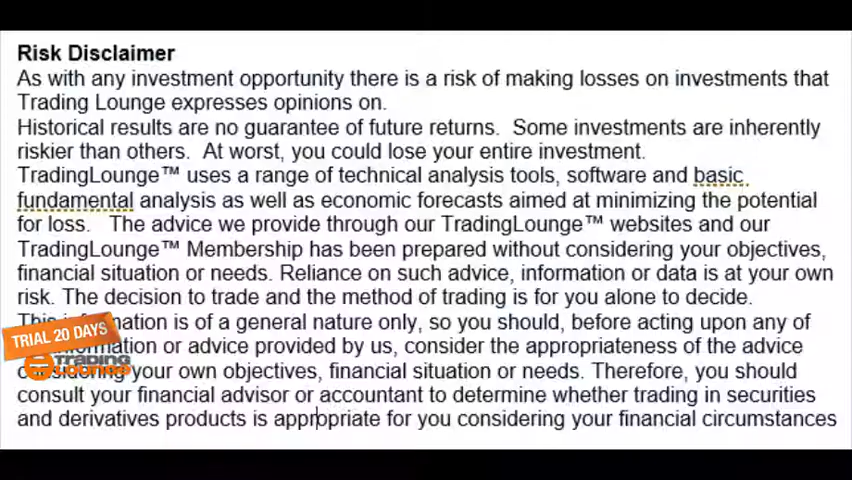 Risk Disclaimer
As with any investment opportunity there is a risk of making losses on investments that
Trading Lounge expresses opinions on.
Historical results are no guarantee of future returns.  Some investments are inherently
riskier than others.  At worst, you could lose your entire investment.
TradingLounge™ uses a range of technical analysis tools, software and basic
fundamental analysis as well as economic forecasts aimed at minimizing the potential
for loss.   The advice we provide through our TradingLounge™ websites and our
TradingLounge™ Membership has been prepared without considering your objectives,
financial situation or needs. Reliance on such advice, information or data is at your own
risk. The decision to trade and the method of trading is for you alone to decide.
This information is of a general nature only, so you should, before acting upon any of
information or advice provided by us, consider the appropriateness of the advice
considering your own objectives, financial situation or needs. Therefore, you should
consult your financial advisor or accountant to determine whether trading in securities
and derivatives products is appropriate for you considering your financial circumstances
TRIAL 20 DAYS
Trading
Lounge